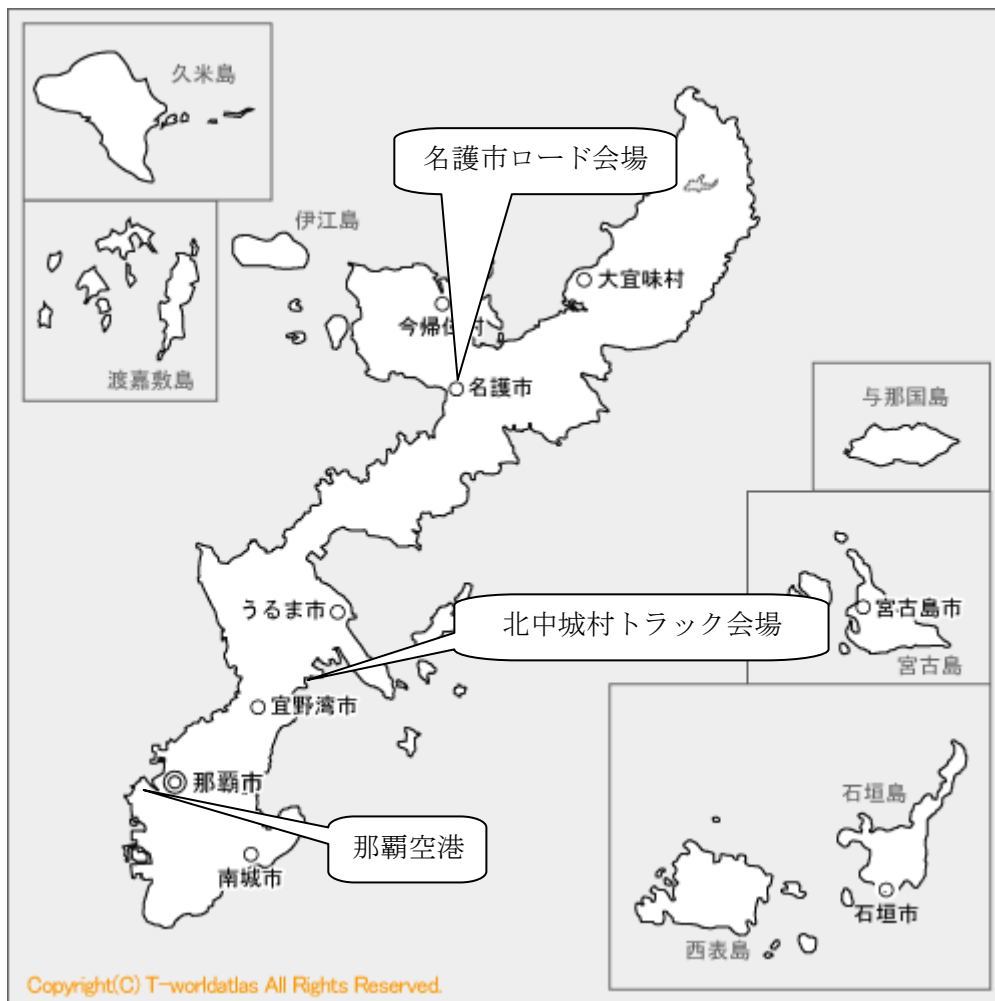 久米島
名護市ロード会場
伊江島
大宜味村
渡嘉敷島
名護市
与那国島
うるま市
北中城村トラック会場
宮古島市
宮古島
宜野湾市
那覇市
石垣島
那覇空港
南城市
石垣市
西表島
Copyright(C) T-worldatlas All Rights Reserved.